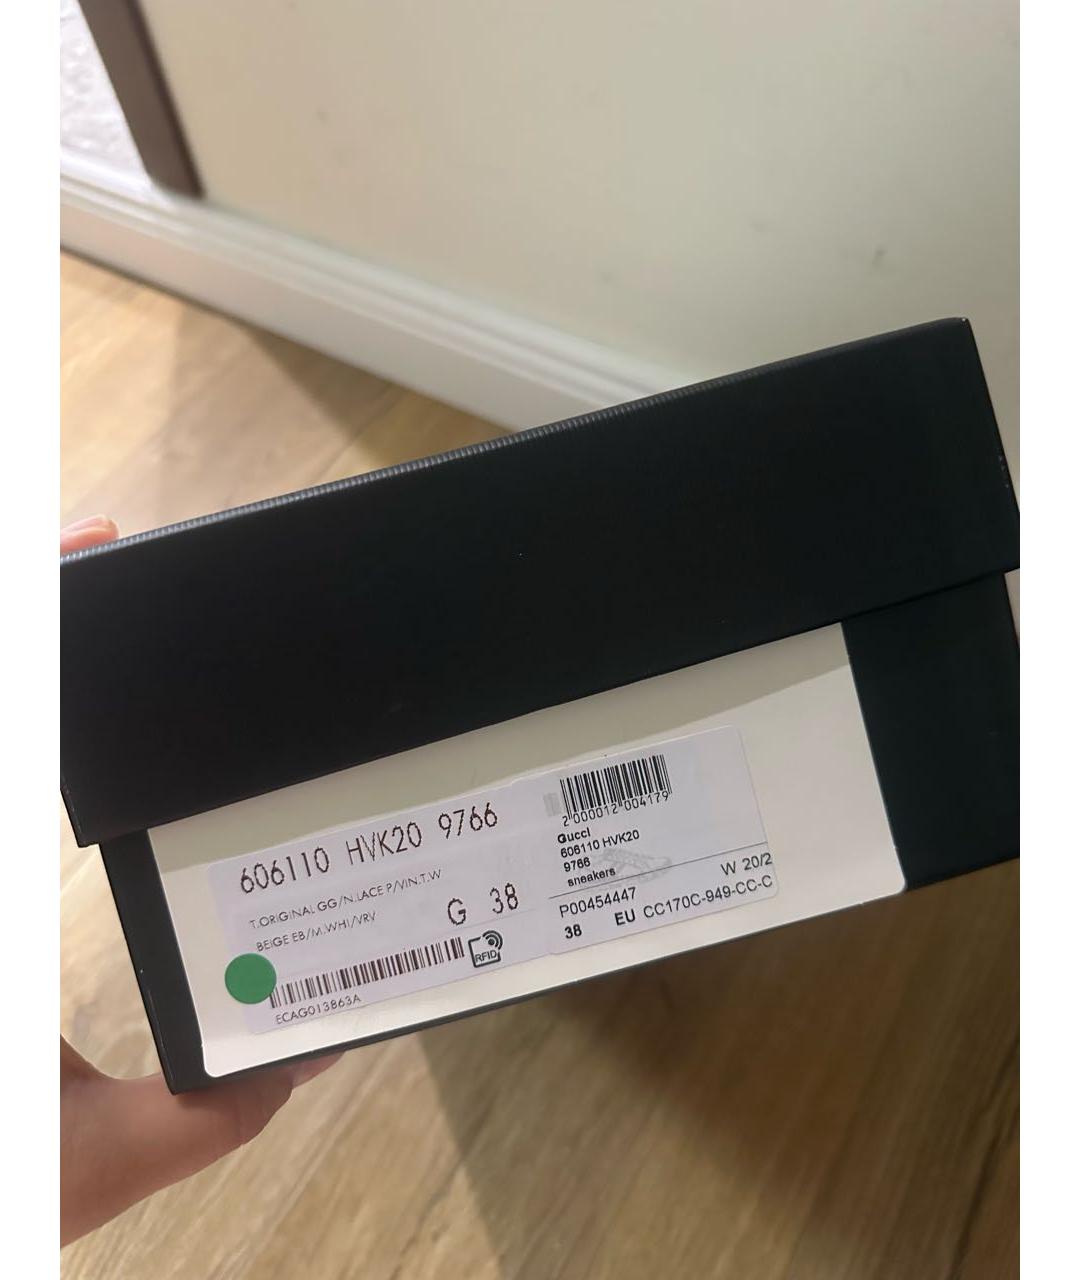 606110 HVK20 9766
T.ORIGINAL GG/N.LACE P/VIN.T.W
BEIGE EB/M.WHI/VRV
G 38
RFID
ECAG013863A
2 000012 004179
Gucci
606110 HVK20
9766
sneakers
W 20/2
P00454447
38 EU CC170C-949-CC-C